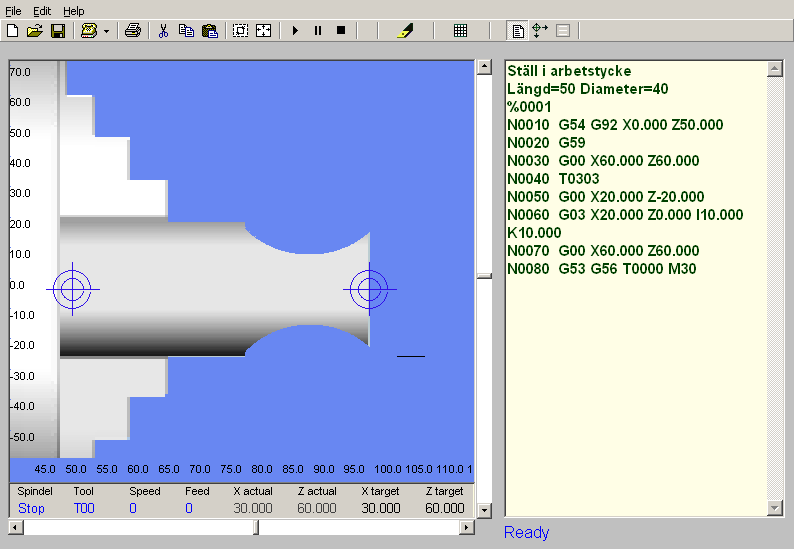 File Edit Help
70.0
60.0
50.0
40.0
30.0
20.0
10.0
0.0
-10.0
-20.0
-30.0
-40.0
-50.0
45.0 50.0 55.0 60.0 65.0 70.0 75.0 80.0 85.0 90.0 95.0 100.0 105.0 110.0 1
Spindel Tool Speed Feed X actual Z actual X target Z target
Stop T00 0 0 30.000 60.000 30.000 60.000
Ställ i arbetstycke
Längd=50 Diameter=40
%0001
N0010 G54 G92 X0.000 Z50.000
N0020 G59
N0030 G00 X60.000 Z60.000
N0040 T0303
N0050 G00 X20.000 Z-20.000
N0060 G03 X20.000 Z0.000 I10.000
K10.000
N0070 G00 X60.000 Z60.000
N0080 G53 G56 T0000 M30
Ready